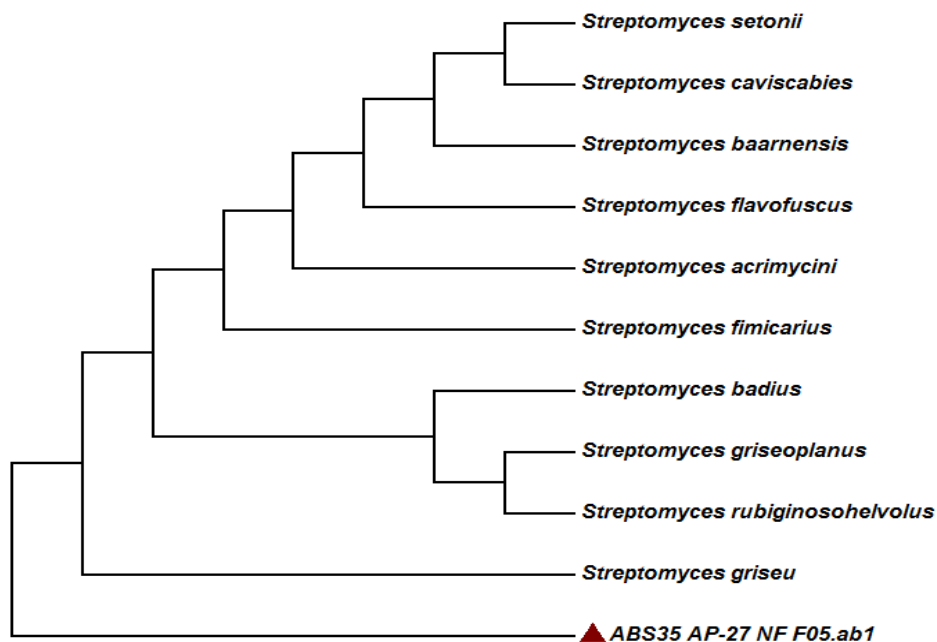 Streptomyces setonii
Streptomyces caviscabies
Streptomyces baarnensis
Streptomyces flavofuscus
Streptomyces acrimycini
Streptomyces fimicarius
Streptomyces badius
Streptomyces griseoplanus
Streptomyces rubiginosohelvolus
Streptomyces griseu
ABS35 AP-27 NF F05.ab1